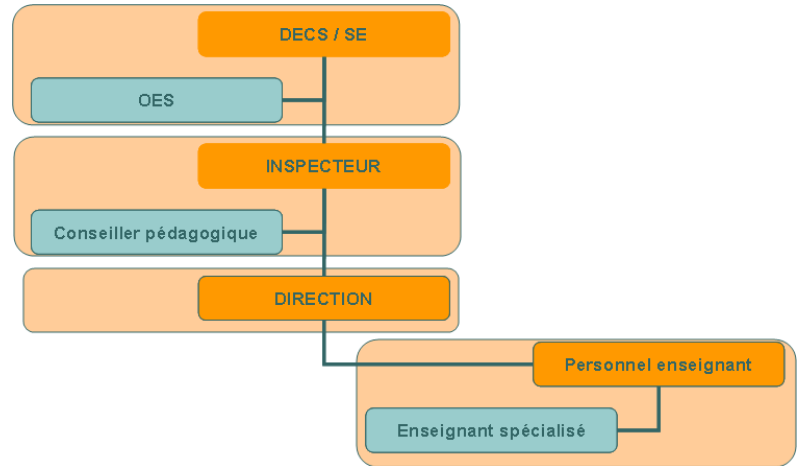 DECS / SE
OES
INSPECTEUR
Conseiller pédagogique
DIRECTION
Personnel enseignant
Enseignant spécialisé